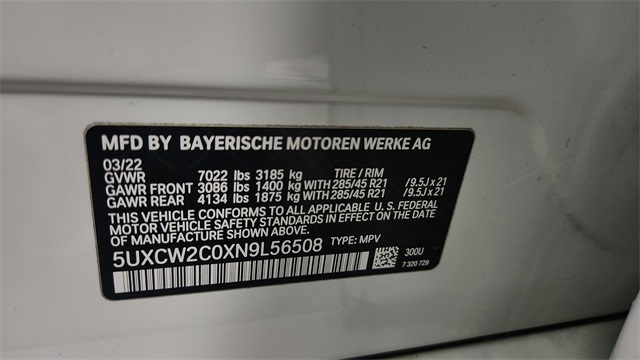 MFD BY BAYERISCHE MOTOREN WERKE AG
03/22
GVWR 7022 lbs 3185 kg TIRE / RIM
GAWR FRONT 3086 lbs 1400 kg WITH 285/45 R21 /9.5J x 21
GAWR REAR 4134 lbs 1875 kg WITH 285/45 R21 /9.5J x 21
THIS VEHICLE CONFORMS TO ALL APPLICABLE U. S. FEDERAL
MOTOR VEHICLE SAFETY STANDARDS IN EFFECT ON THE DATE
OF MANUFACTURE SHOWN ABOVE.
5UXCW2C0XN9L56508 TYPE: MPV
300U
7 320 729